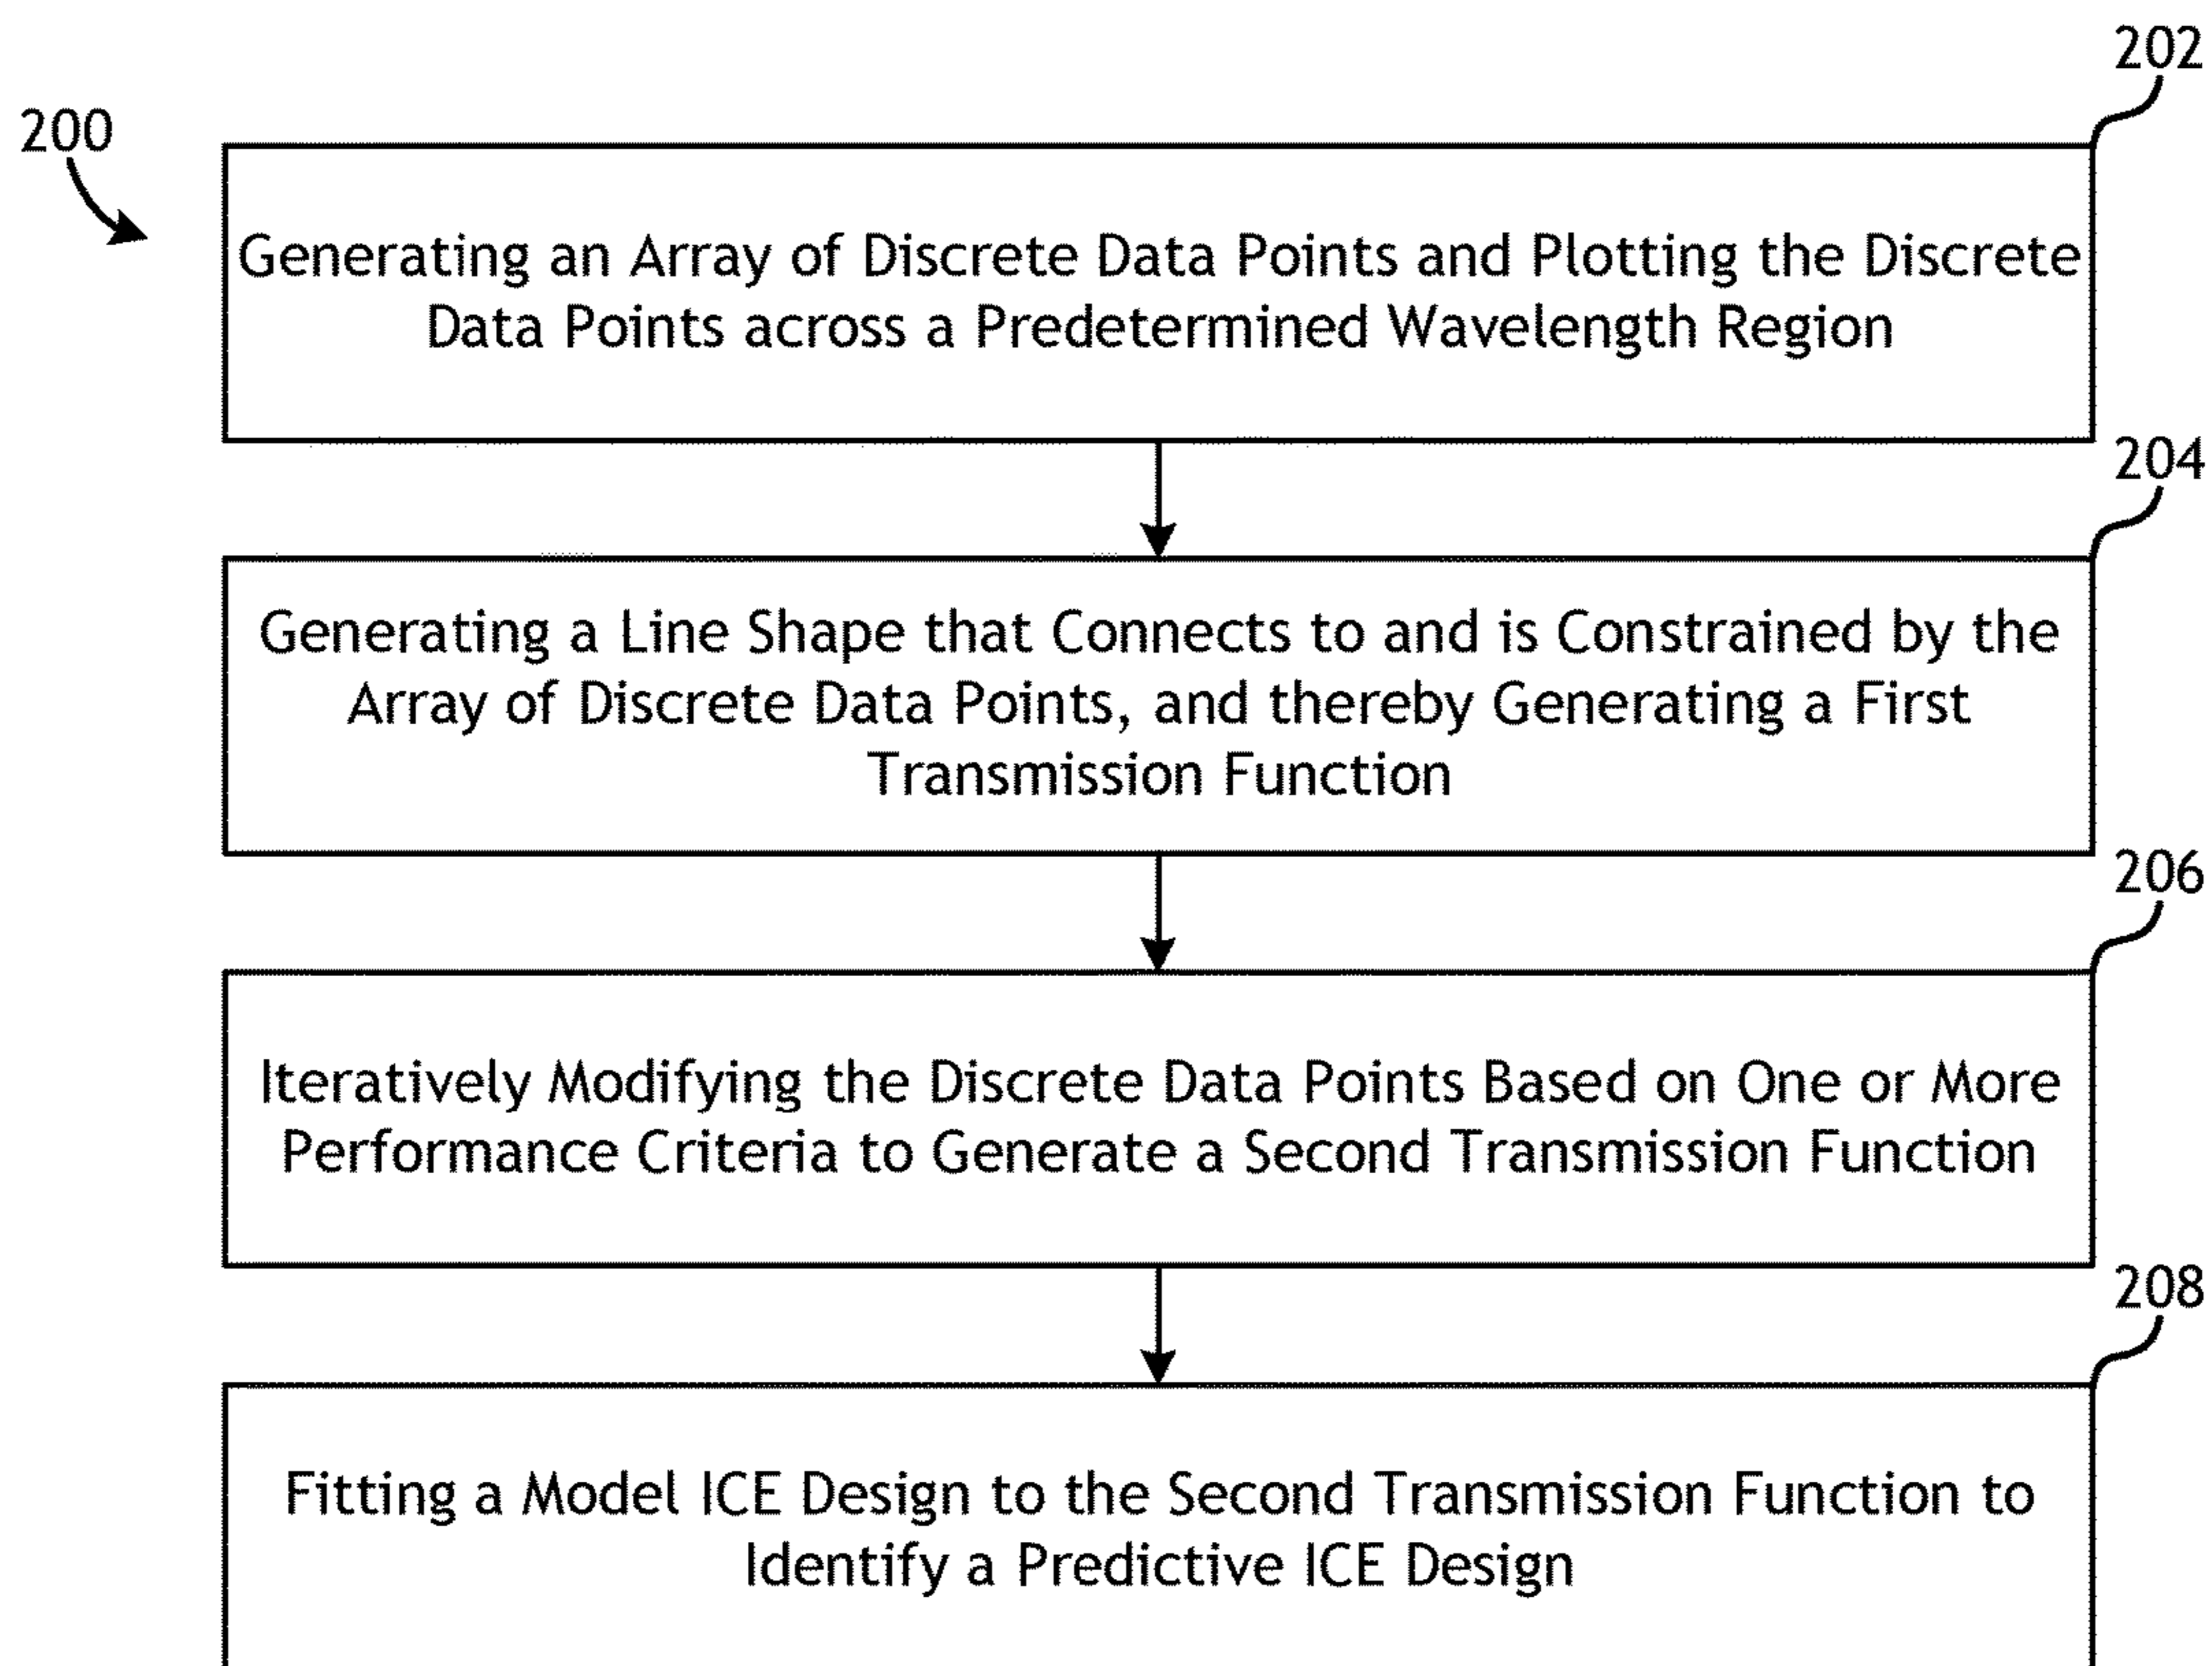 202
200
Generating an Array of Discrete Data Points and Plotting the Discrete
Data Points across a Predetermined Wavelength Region
204
Generating a Line Shape that Connects to and is Constrained by the
Array of Discrete Data Points, and thereby Generating a First
Transmission Function
206
Iteratively Modifying the Discrete Data Points Based on One or More
Performance Criteria to Generate a Second Transmission Function
208
Fitting a Model ICE Design to the Second Transmission Function to
Identify a Predictive ICE Design